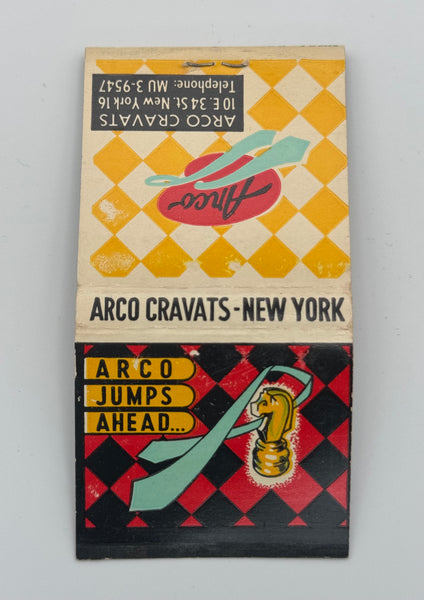 ARCO CRAVATS
10 E. 34 St. New York 16
Telephone: MU 3-9547
Arco
ARCO CRAVATS-NEW YORK
ARCO
JUMPS
AHEAD...